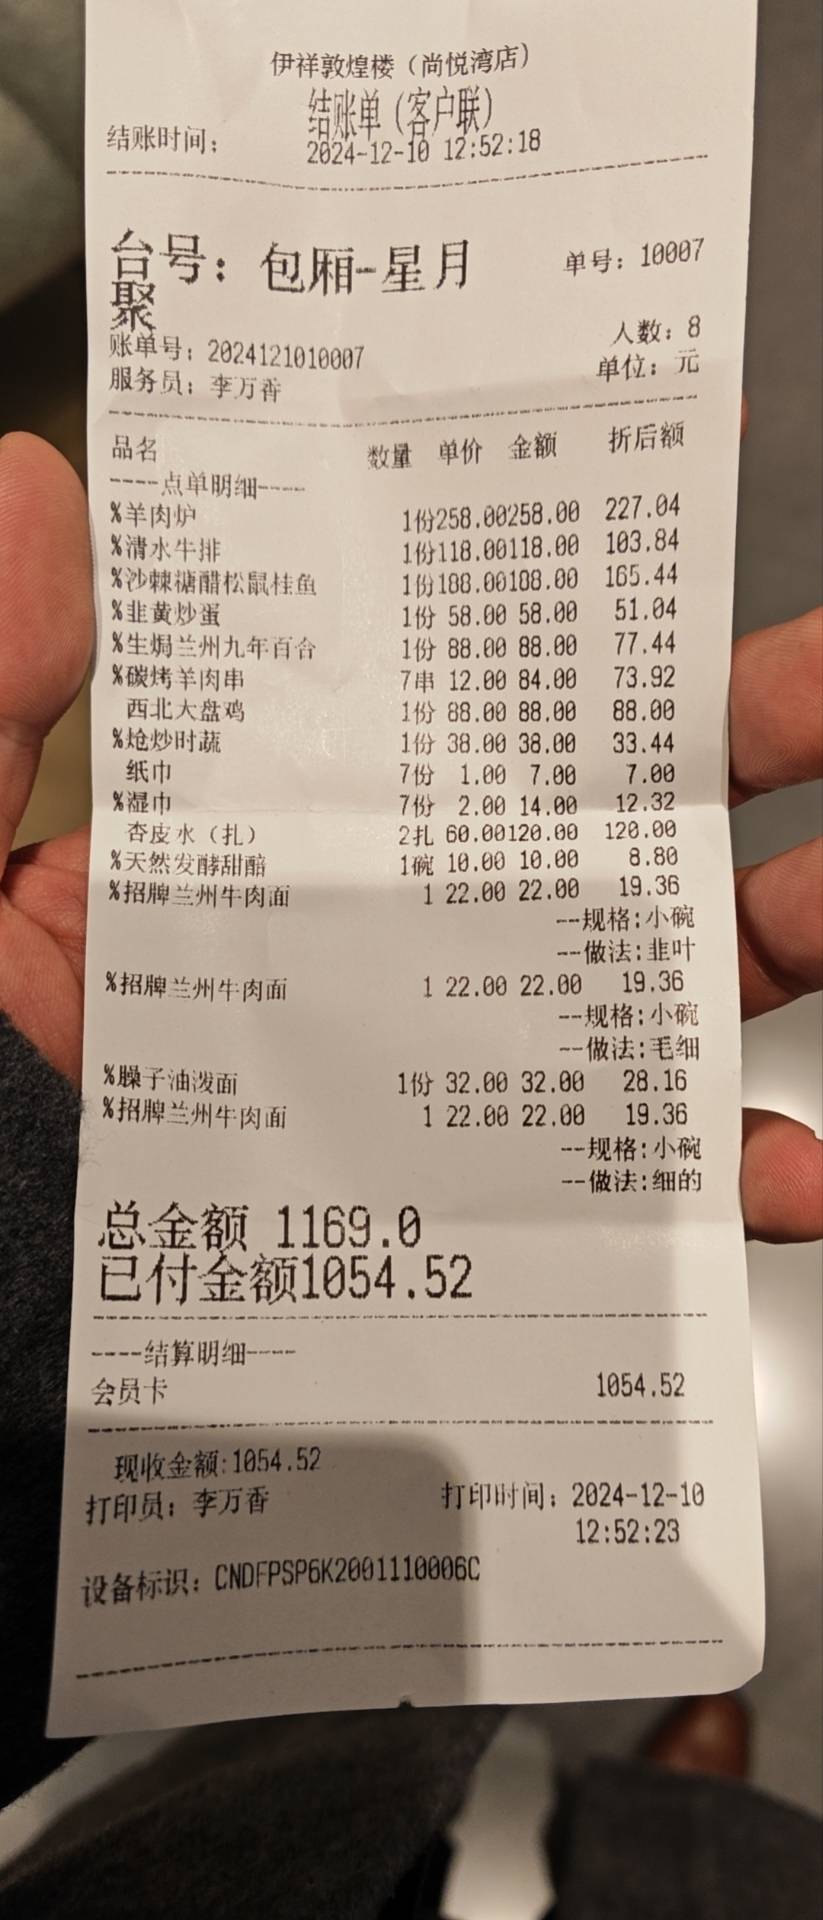 伊祥敦煌楼（尚悦湾店）
结账单（客户联）
结账时间： 2024-12-10 12:52:18
台号：包厢-星月
聚
单号：10007
人数：8
账单号：2024121010007
单位：元
服务员：李万香
品名 数量 单价 金额 折后额
----点单明细----
%羊肉炉 1份258.00258.00 227.04
%清水牛排 1份118.00118.00 103.84
%沙棘糖醋松鼠桂鱼 1份188.00188.00 165.44
%韭黄炒蛋 1份 58.00 58.00 51.04
%生焗兰州九年百合 1份 88.00 88.00 77.44
%碳烤羊肉串 7串 12.00 84.00 73.92
西北大盘鸡 1份 88.00 88.00 88.00
%炝炒时蔬 1份 38.00 38.00 33.44
纸巾 7份 1.00 7.00 7.00
%湿巾 7份 2.00 14.00 12.32
杏皮水（扎） 2扎 60.00120.00 120.00
%天然发酵甜醅 1碗 10.00 10.00 8.80
%招牌兰州牛肉面 1 22.00 22.00 19.36
--规格:小碗
--做法:韭叶
%招牌兰州牛肉面 1 22.00 22.00 19.36
--规格:小碗
--做法:毛细
%臊子油泼面 1份 32.00 32.00 28.16
%招牌兰州牛肉面 1 22.00 22.00 19.36
--规格:小碗
--做法:细的
总金额 1169.0
已付金额1054.52
----结算明细----
会员卡 1054.52
现收金额:1054.52
打印员：李万香 打印时间：2024-12-10
12:52:23
设备标识：CNDFPSP6K2001110006C